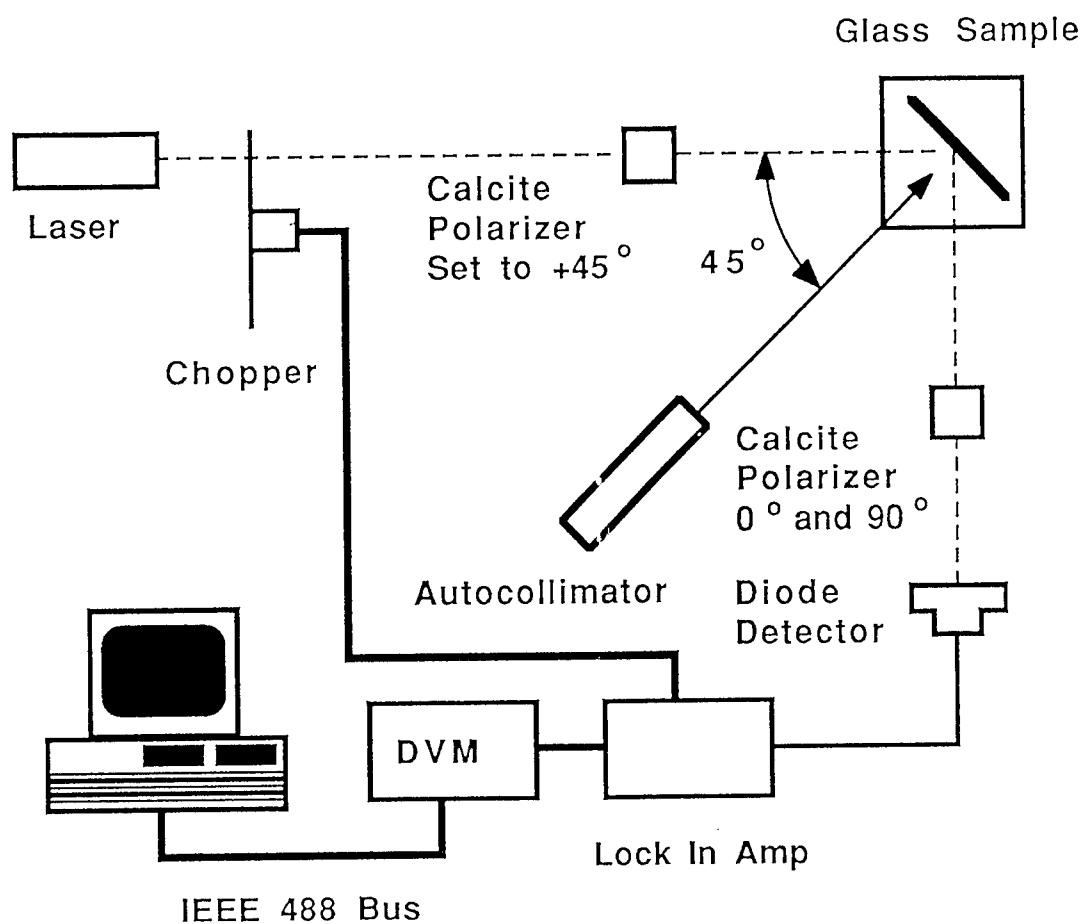 Glass Sample
Laser
Calcite
Polarizer
Set to +45°
45°
Chopper
Calcite
Polarizer
0° and 90°
Autocollimator
Diode
Detector
DVM
Lock In Amp
IEEE 488 Bus